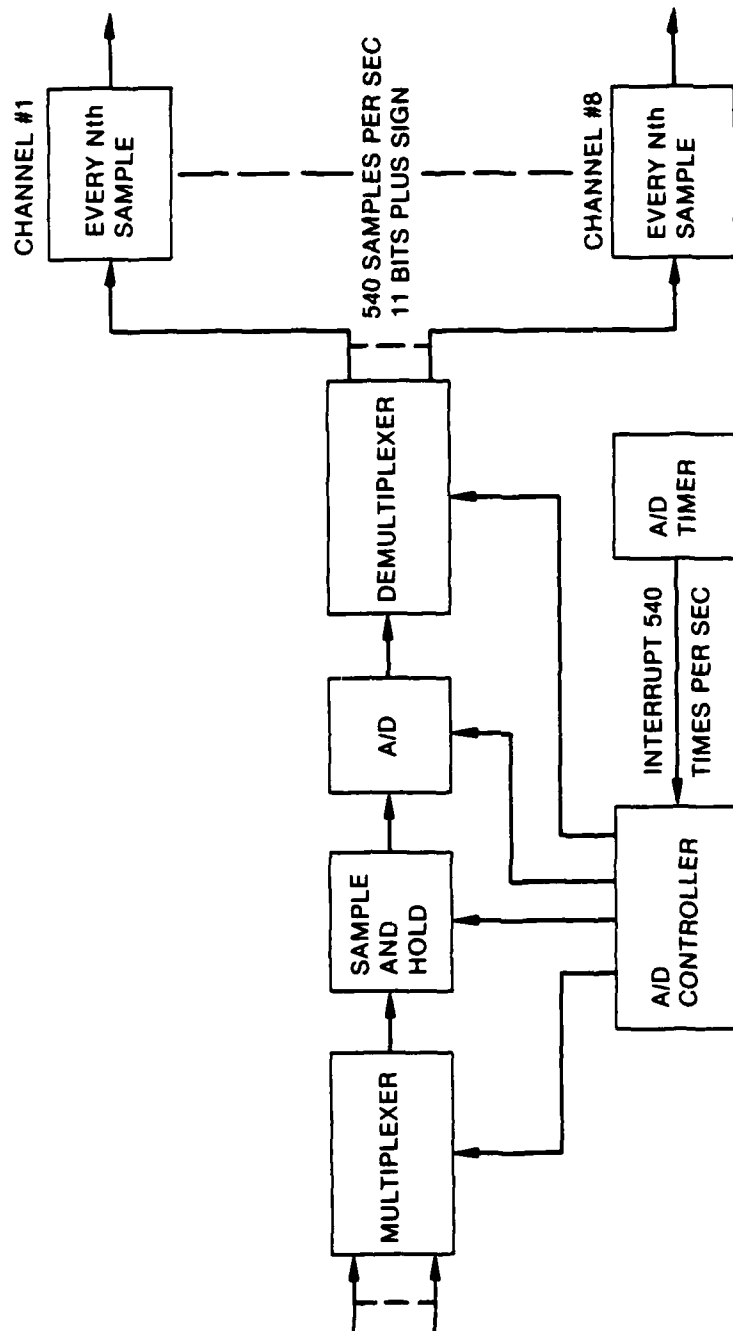 MULTIPLEXER
SAMPLE
AND
HOLD
A/D
DEMULTIPLEXER
CHANNEL #1
EVERY Nth
SAMPLE
540 SAMPLES PER SEC
11 BITS PLUS SIGN
CHANNEL #8
EVERY Nth
SAMPLE
A/D
CONTROLLER
INTERRUPT 540
TIMES PER SEC
A/D
TIMER